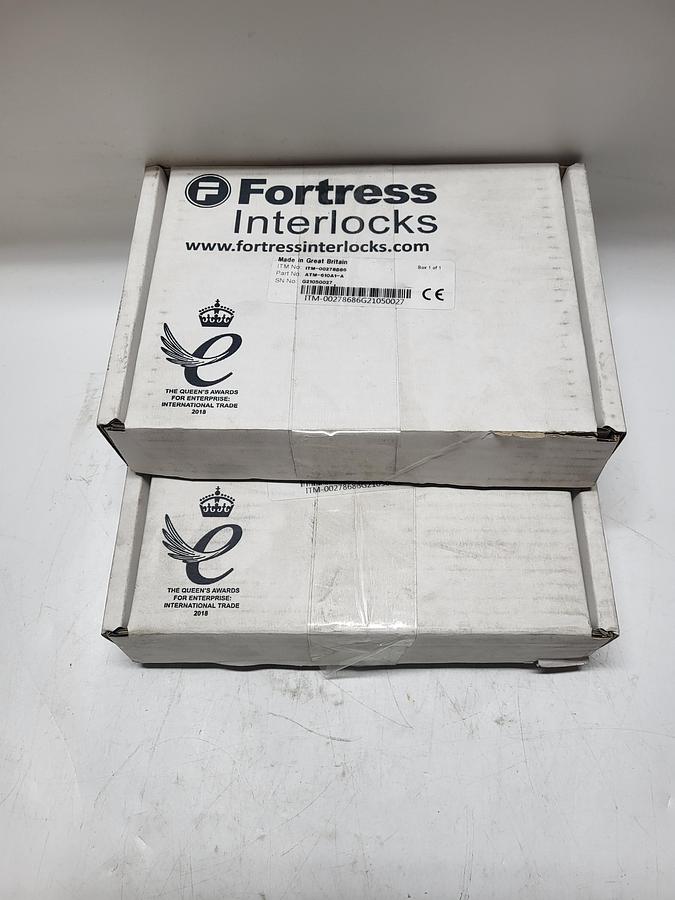 F Fortress
Interlocks
www.fortressinterlocks.com
Made in Great Britain
ITM No: ITM-00278686 Box 1 of 1
Part No: ATM-610A1-A
SN No: G21050027
ITM-00278686G21050027 CE
e
THE QUEEN'S AWARDS
FOR ENTERPRISE:
INTERNATIONAL TRADE
2018
ITM-00278686G2105
e
THE QUEEN'S AWARDS
FOR ENTERPRISE:
INTERNATIONAL TRADE
2018